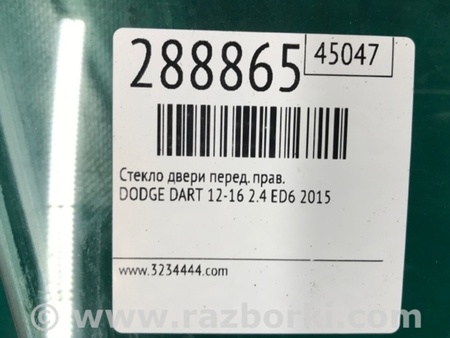 288865
45047
Стекло двери перед. прав.
DODGE DART 12-16 2.4 ED6 2015
www.3234444.com
© www.razborki.com